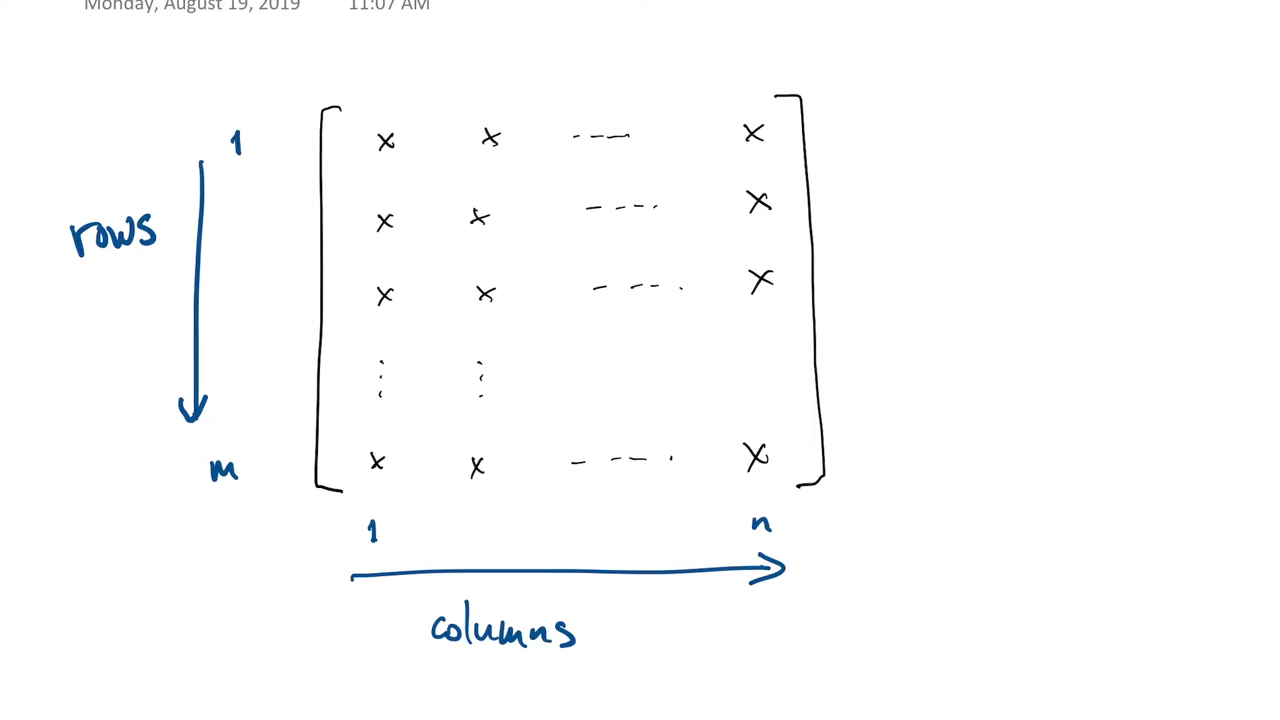 Monday, August 19, 2019 11:07 AM
1 x x ---- x
rows
x x ---- x
x x ---- x
⋮ ⋮
m x x ---- x
1 n
columns